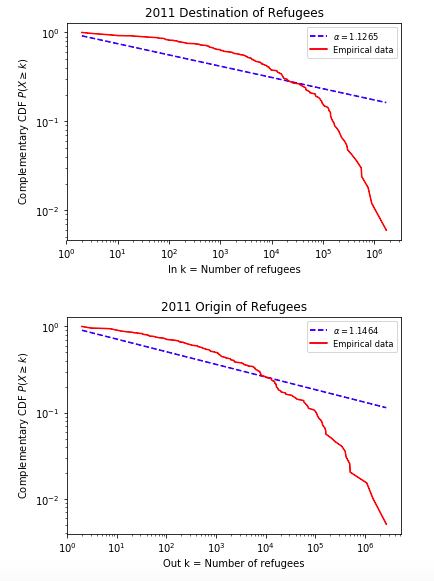 2011 Destination of Refugees
Complementary CDF P(X ≥ k)
10⁰
10⁻¹
10⁻²
α = 1.1265
Empirical data
10⁰ 10¹ 10² 10³ 10⁴ 10⁵ 10⁶
In k = Number of refugees
2011 Origin of Refugees
Complementary CDF P(X ≥ k)
10⁰
10⁻¹
10⁻²
α = 1.1464
Empirical data
10⁰ 10¹ 10² 10³ 10⁴ 10⁵ 10⁶
Out k = Number of refugees